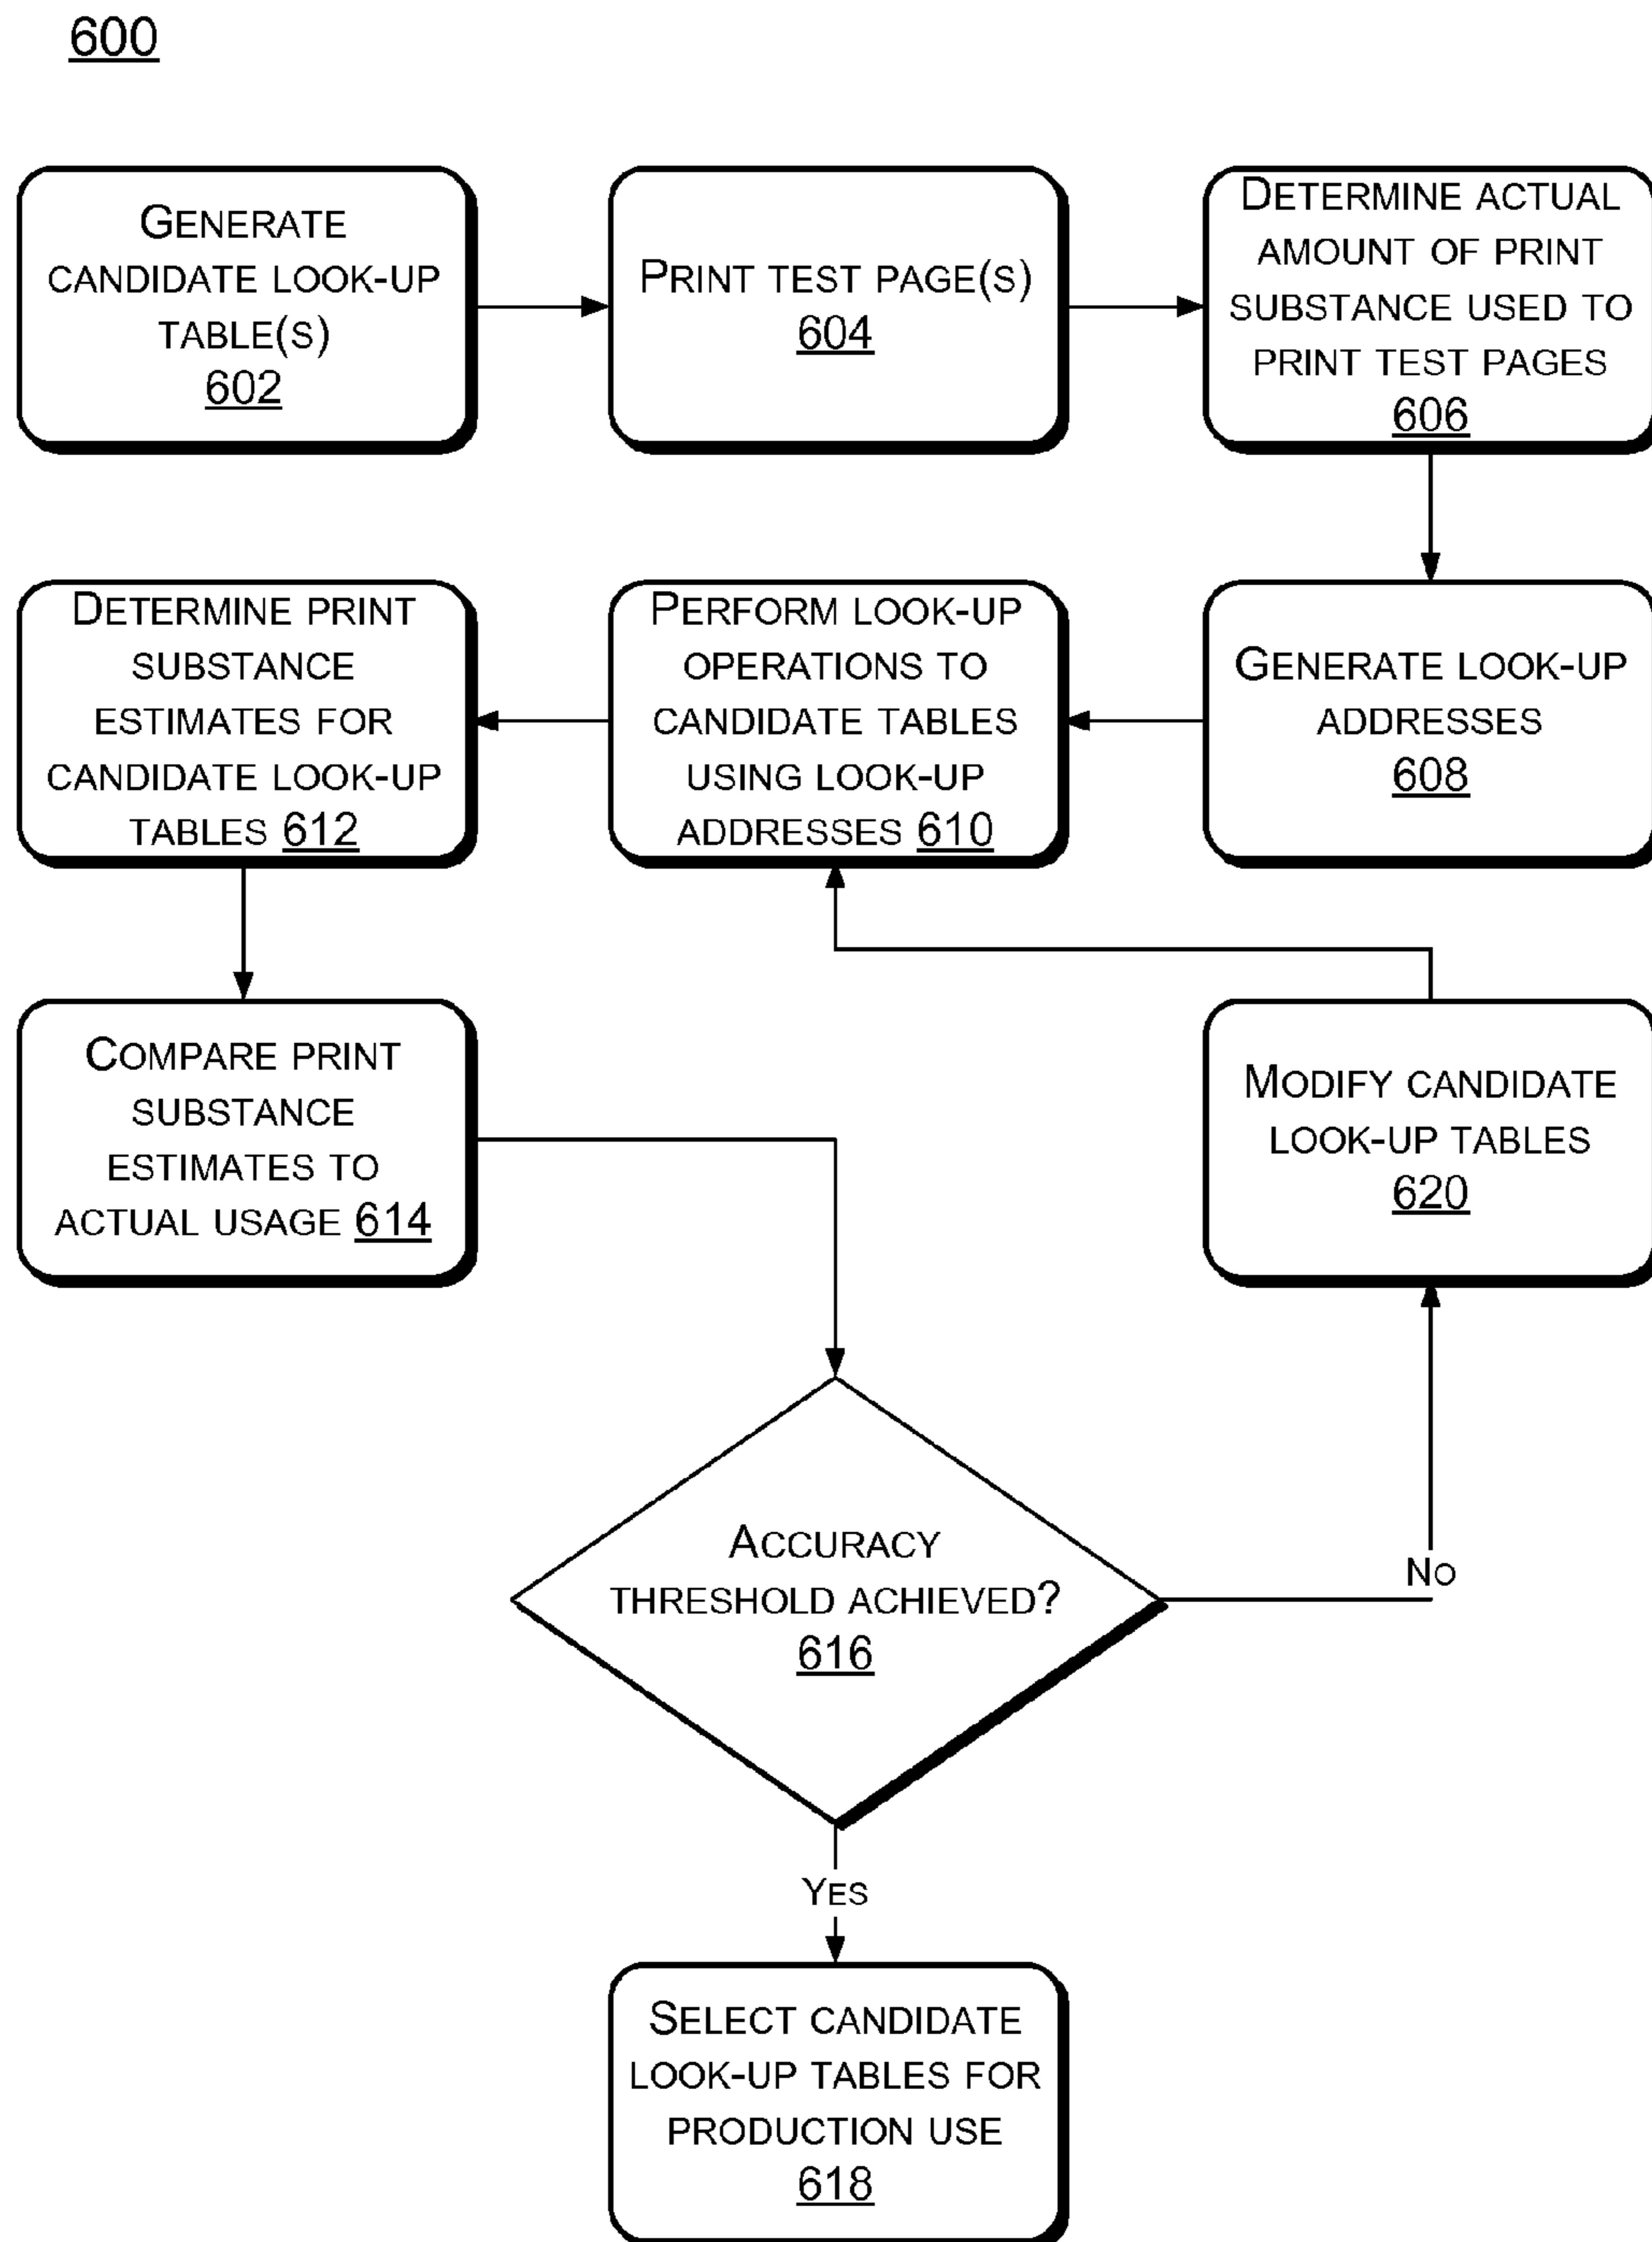 600
GENERATE
CANDIDATE LOOK-UP
TABLE(S)
602
PRINT TEST PAGE(S)
604
DETERMINE ACTUAL
AMOUNT OF PRINT
SUBSTANCE USED TO
PRINT TEST PAGES
606
DETERMINE PRINT
SUBSTANCE
ESTIMATES FOR
CANDIDATE LOOK-UP
TABLES 612
PERFORM LOOK-UP
OPERATIONS TO
CANDIDATE TABLES
USING LOOK-UP
ADDRESSES 610
GENERATE LOOK-UP
ADDRESSES
608
COMPARE PRINT
SUBSTANCE
ESTIMATES TO
ACTUAL USAGE 614
MODIFY CANDIDATE
LOOK-UP TABLES
620
ACCURACY
THRESHOLD ACHIEVED?
616
NO
YES
SELECT CANDIDATE
LOOK-UP TABLES FOR
PRODUCTION USE
618